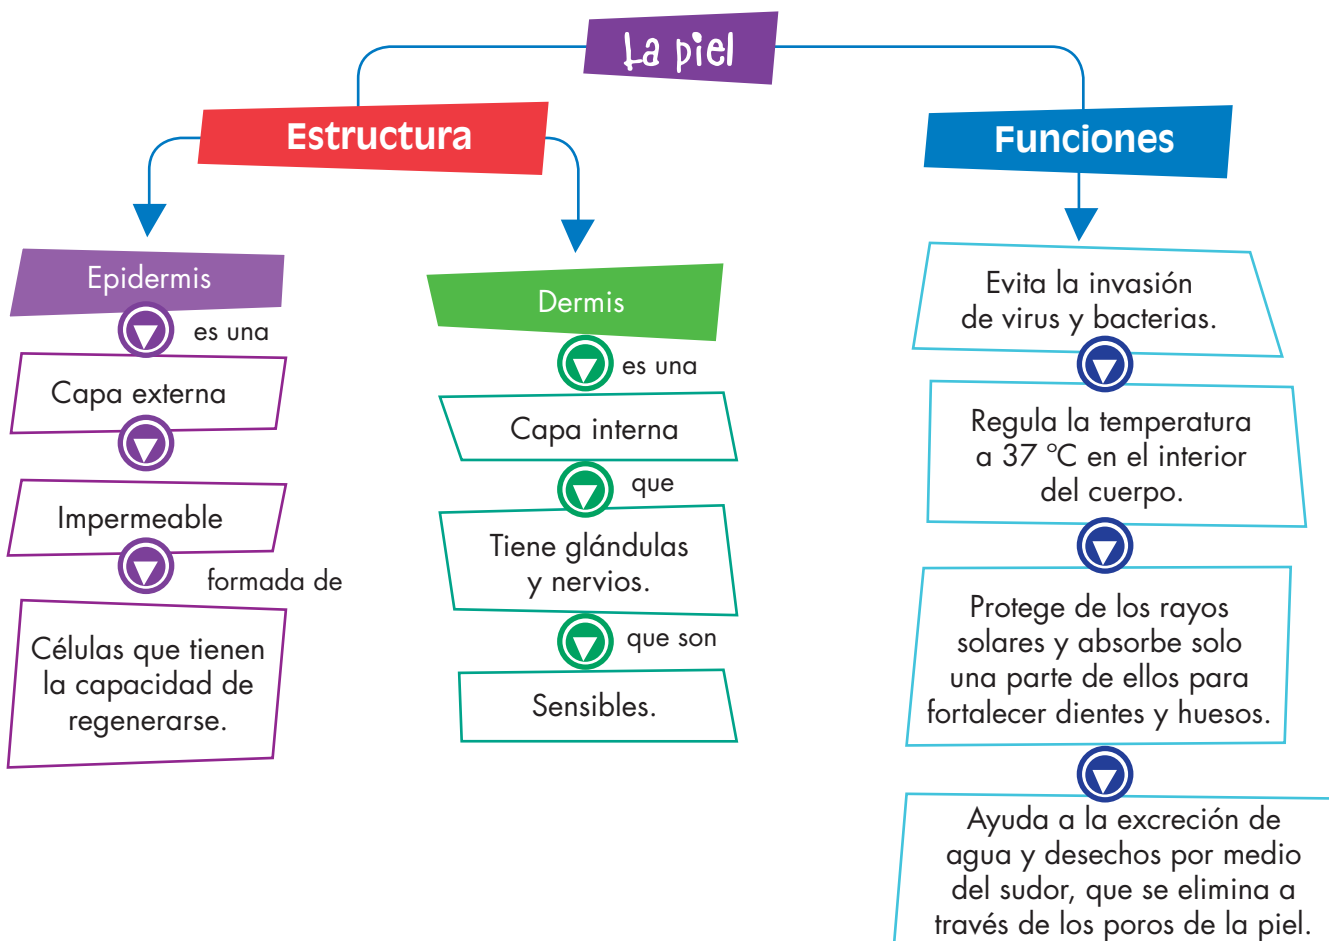 La piel
Estructura
Epidermis
es una
Capa externa
Impermeable
formada de
Células que tienen
la capacidad de
regenerarse.
Dermis
es una
Capa interna
que
Tiene glándulas
y nervios.
que son
Sensibles.
Funciones
Evita la invasión
de virus y bacterias.
Regula la temperatura
a 37 °C en el interior
del cuerpo.
Protege de los rayos
solares y absorbe solo
una parte de ellos para
fortalecer dientes y huesos.
Ayuda a la excreción de
agua y desechos por medio
del sudor, que se elimina a
través de los poros de la piel.